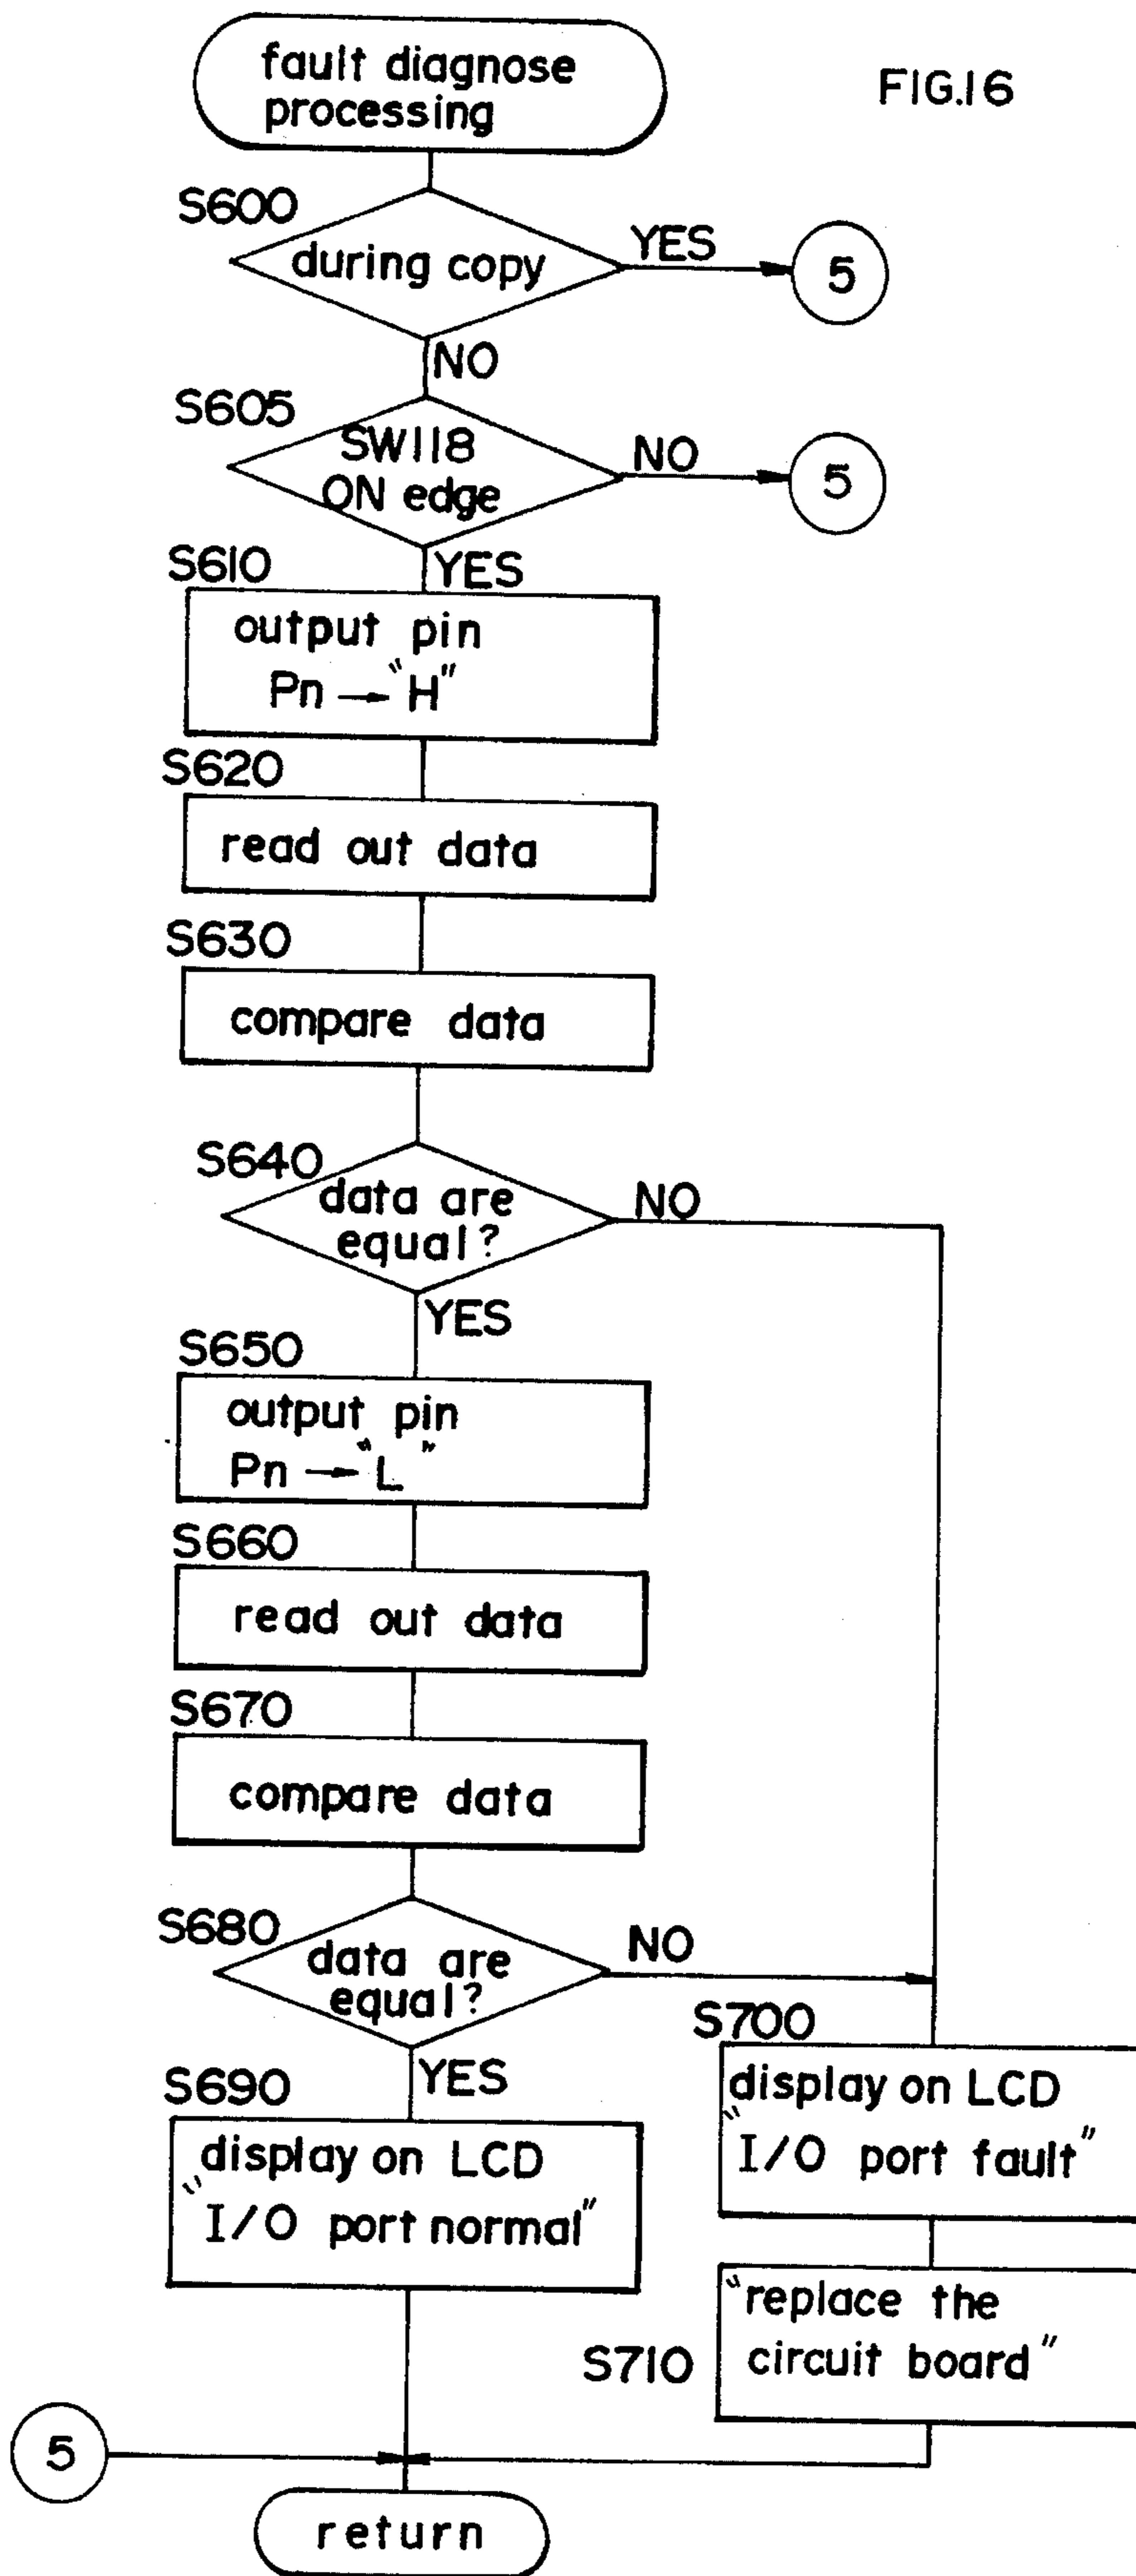 fault diagnose
processing
FIG.16
S600
during copy
YES
5
NO
S605
SW118
ON edge
NO
5
YES
S610
output pin
Pn → "H"
S620
read out data
S630
compare data
S640
data are
equal?
NO
YES
S650
output pin
Pn → "L"
S660
read out data
S670
compare data
S680
data are
equal?
NO
YES
S690
display on LCD
"I/O port normal"
S700
display on LCD
"I/O port fault"
S710
"replace the
circuit board"
5
return